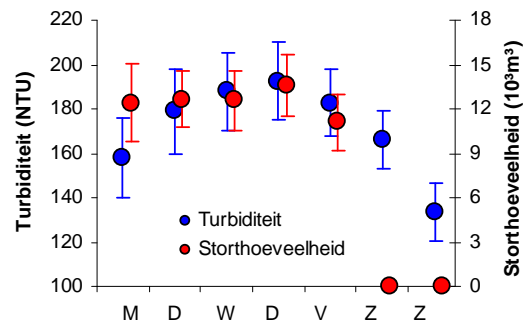 Turbiditeit (NTU)
220
200
180
160
140
120
100
Turbiditeit
Storthoeveelheid
M D W D V Z Z
18
15
12
9
6
3
0
Storthoeveelheid (10³m³)